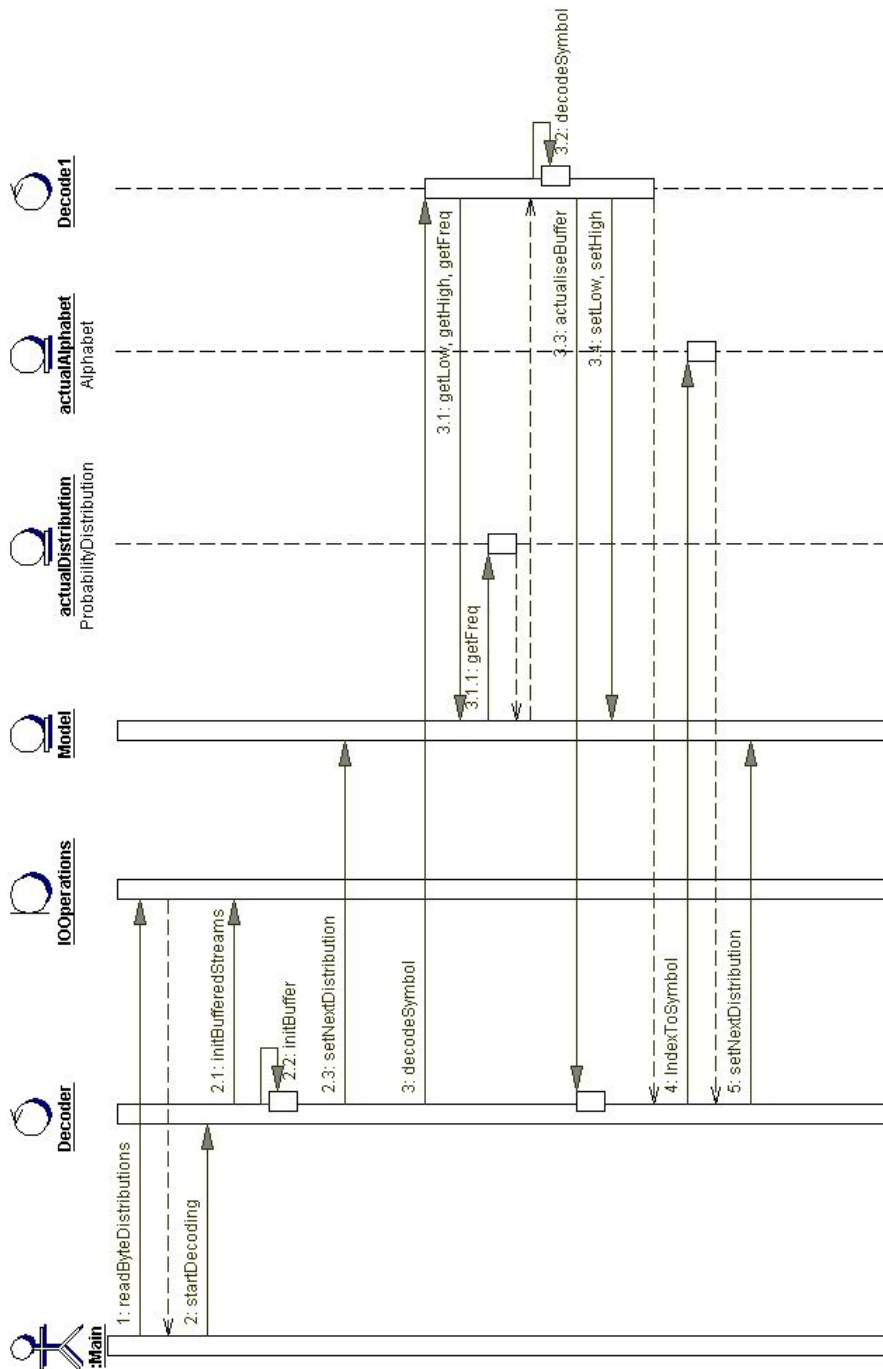 :Main
Decoder
IOOperations
Model
actualDistribution
ProbabilityDistribution
actualAlphabet
Alphabet
Decode1
1: readByteDistributions
2: startDecoding
2.1: initBufferedStreams
2.2: initBuffer
2.3: setNextDistribution
3: decodeSymbol
3.1: getLow, getHigh, getFreq
3.1.1: getFreq
3.2: decodeSymbol
3.3: actualiseBuffer
3.4: setLow, setHigh
4: IndexToSymbol
5: setNextDistribution